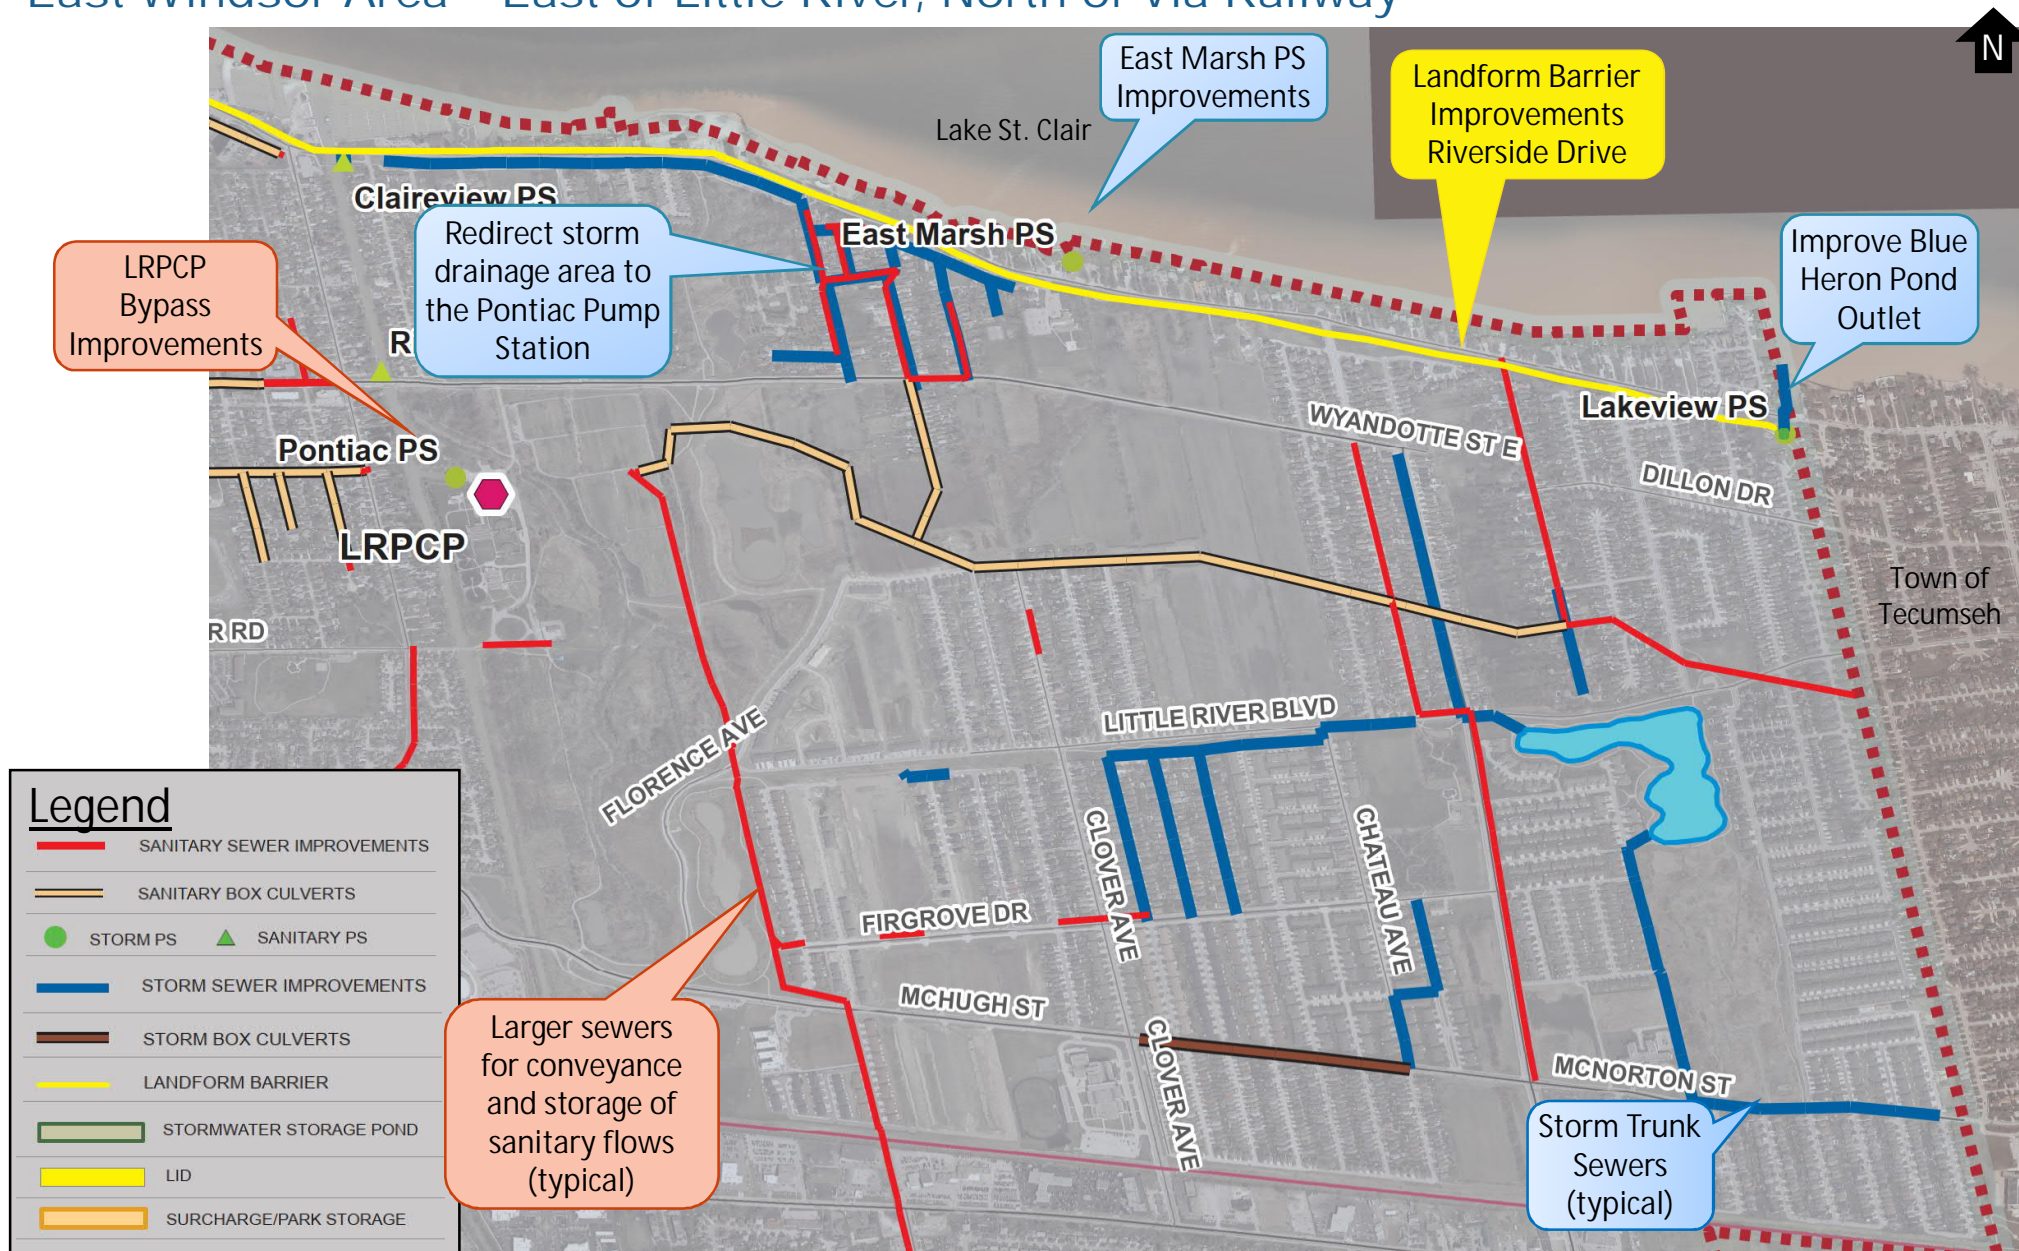 East Windsor Area – East of Little River, North of Via Railway
N
East Marsh PS
Improvements
Landform Barrier
Improvements
Riverside Drive
Lake St. Clair
Claireview PS
Redirect storm
drainage area to
the Pontiac Pump
Station
East Marsh PS
Improve Blue
Heron Pond
Outlet
LRPCP
Bypass
Improvements
R
Lakeview PS
WYANDOTTE ST E
Pontiac PS
DILLON DR
LRPCP
Town of
Tecumseh
R RD
LITTLE RIVER BLVD
FLORENCE AVE
CLOVER AVE
CHATEAU AVE
FIRGROVE DR
MCHUGH ST
CLOVER AVE
MCNORTON ST
Larger sewers
for conveyance
and storage of
sanitary flows
(typical)
Storm Trunk
Sewers
(typical)
Legend
SANITARY SEWER IMPROVEMENTS
SANITARY BOX CULVERTS
STORM PS SANITARY PS
STORM SEWER IMPROVEMENTS
STORM BOX CULVERTS
LANDFORM BARRIER
STORMWATER STORAGE POND
LID
SURCHARGE/PARK STORAGE